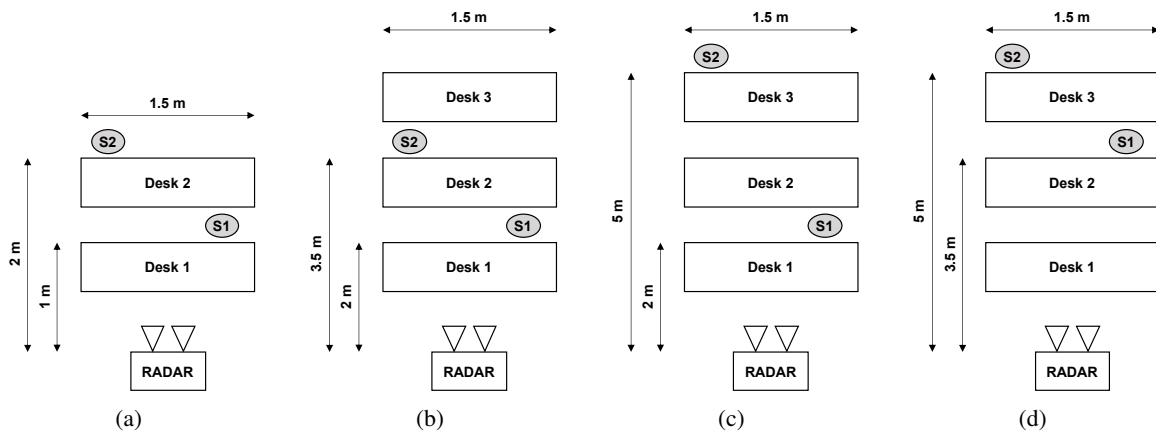 1.5 m
S2
Desk 2
S1
Desk 1
2 m
1 m
RADAR
(a)
1.5 m
Desk 3
S2
Desk 2
S1
Desk 1
3.5 m
2 m
RADAR
(b)
1.5 m
S2
Desk 3
Desk 2
S1
Desk 1
5 m
2 m
RADAR
(c)
1.5 m
S2
Desk 3
S1
Desk 2
Desk 1
5 m
3.5 m
RADAR
(d)